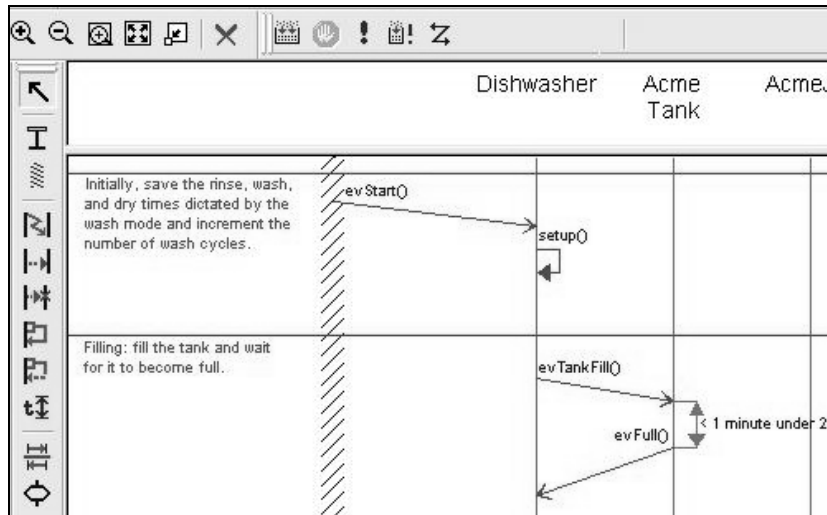 Dishwasher
Acme
Tank
Initially, save the rinse, wash,
and dry times dictated by the
wash mode and increment the
number of wash cycles.
evStart()
setup()
Filling: fill the tank and wait
for it to become full.
evTankFill()
< 1 minute under 2
evFull()
t